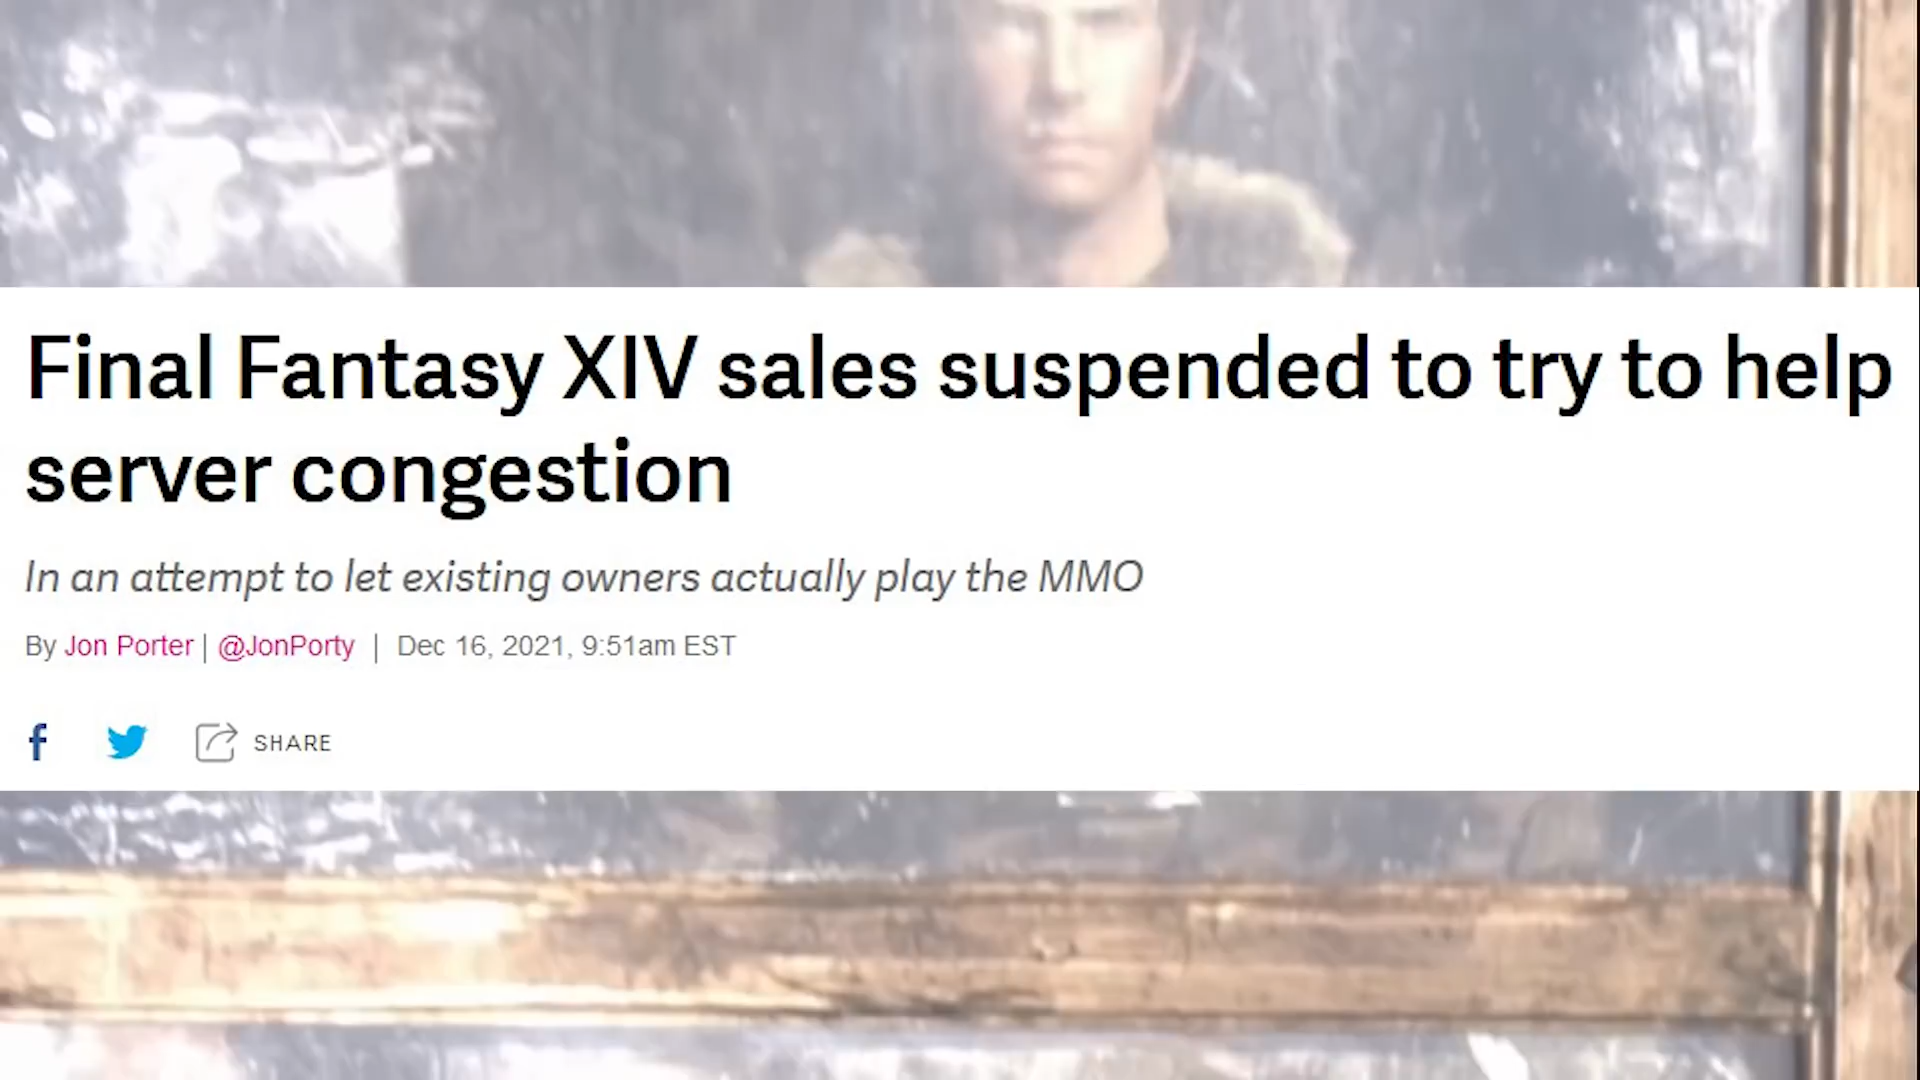 Final Fantasy XIV sales suspended to try to help
server congestion
In an attempt to let existing owners actually play the MMO
By Jon Porter | @JonPorty | Dec 16, 2021, 9:51am EST
f SHARE